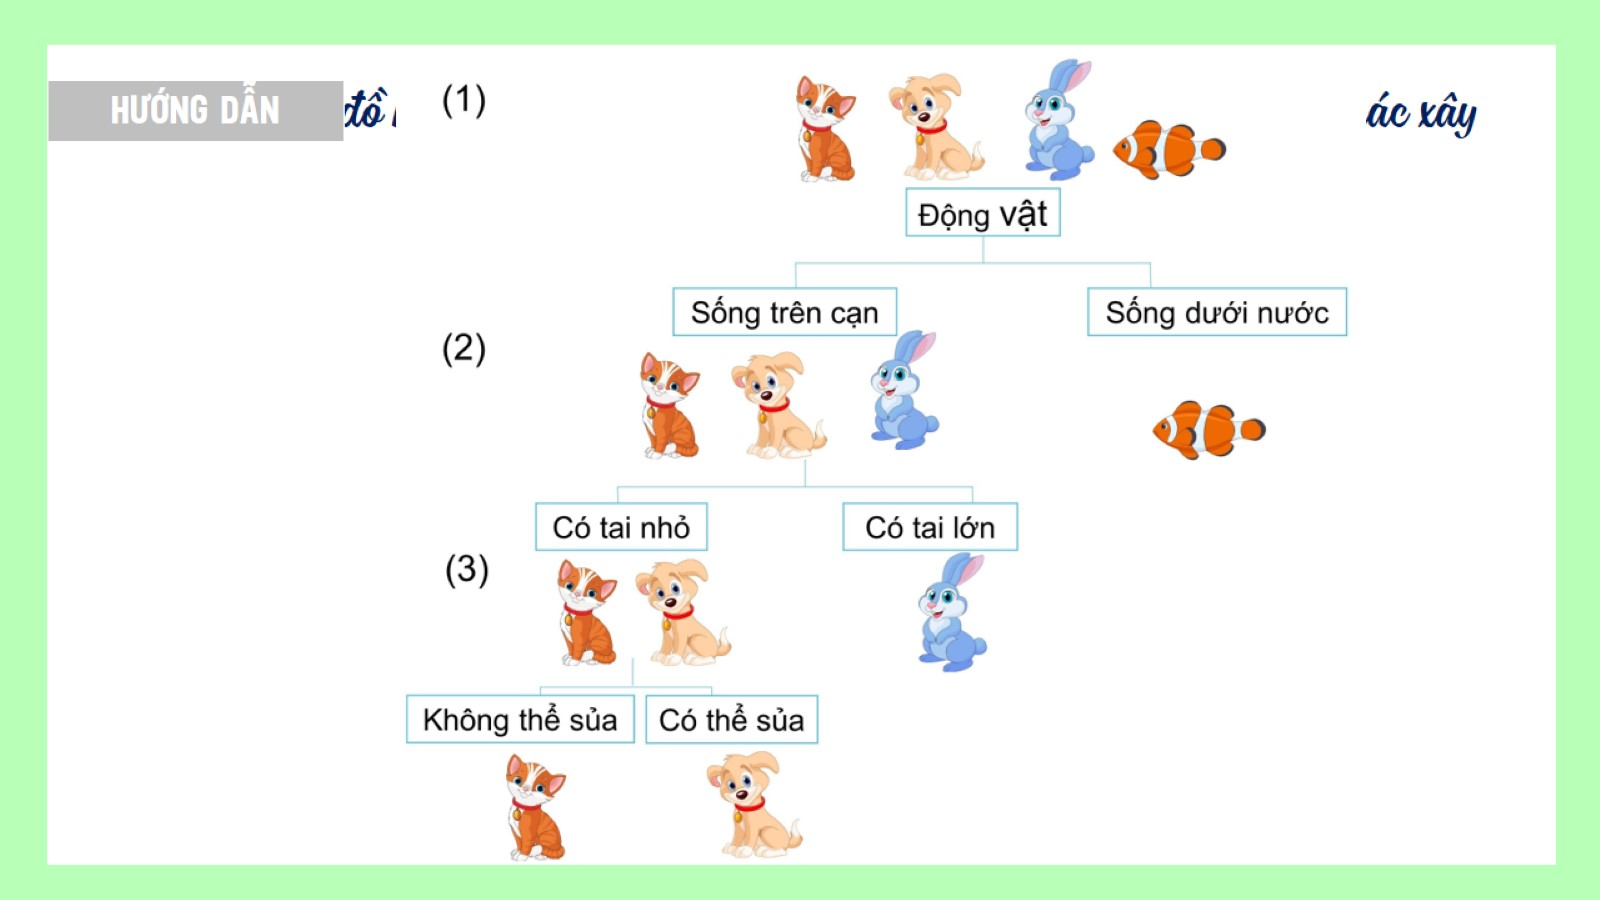 HƯỚNG DẪN đồ (1) ác xây
Động vật
Sống trên cạn Sống dưới nước
(2)
Có tai nhỏ Có tai lớn
(3)
Không thể sủa Có thể sủa